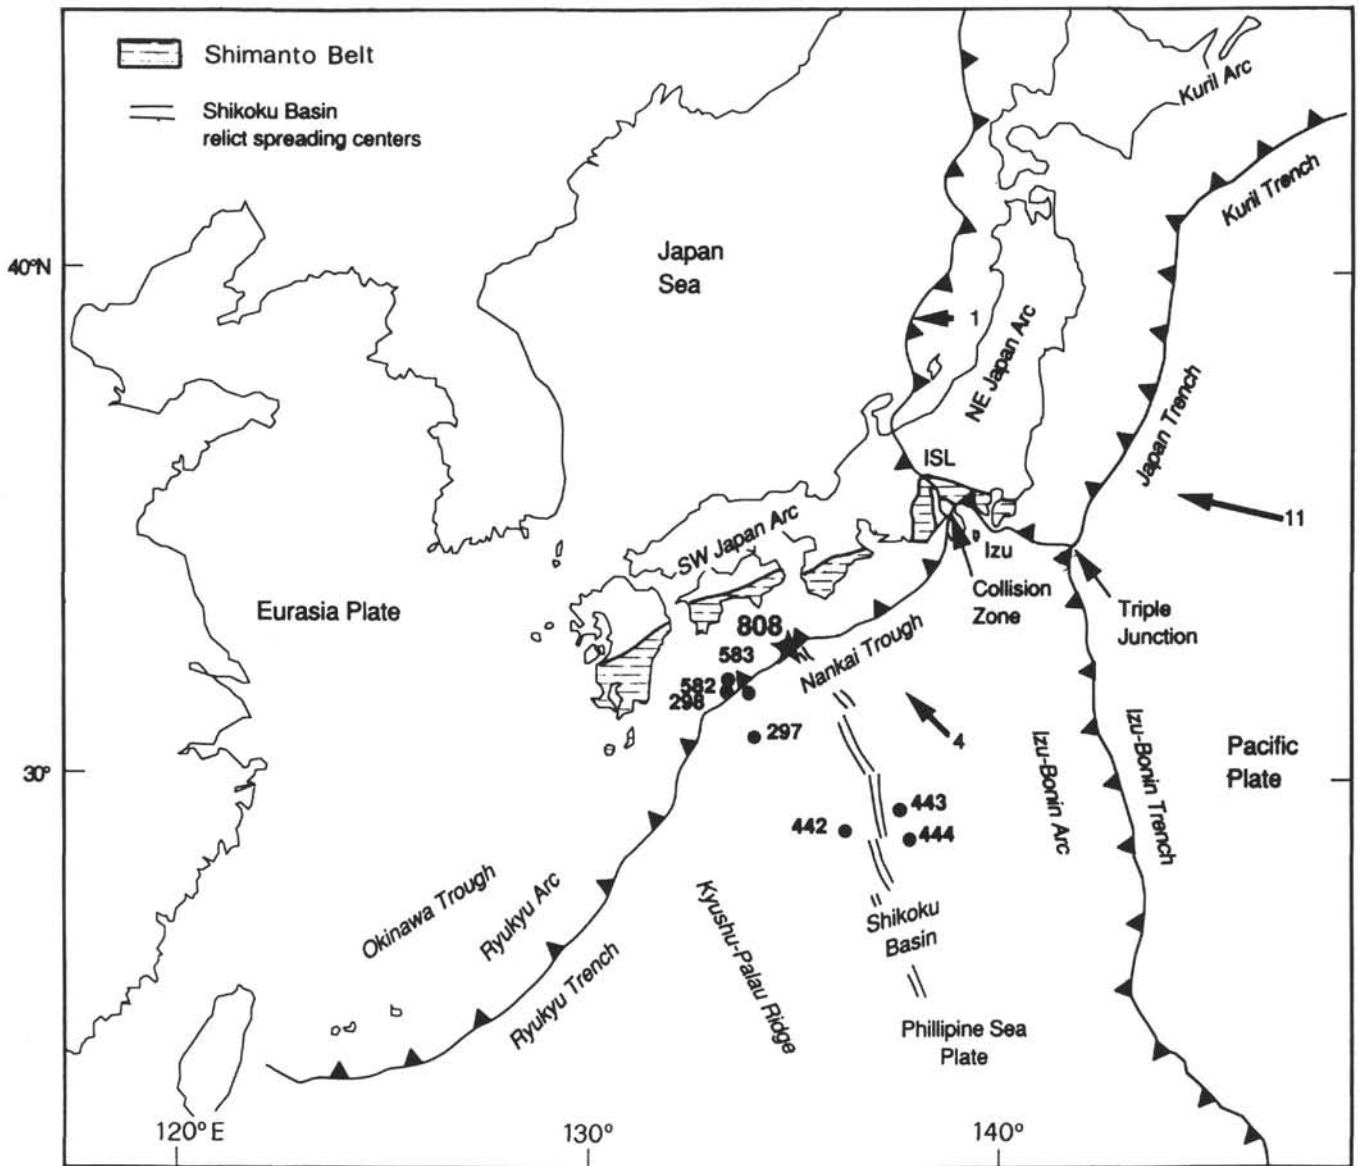 Shimanto Belt
Shikoku Basin
relict spreading centers
Kuril Arc
Kuril Trench
40°N
Japan
Sea
1
NE Japan Arc
Japan Trench
ISL
11
SW Japan Arc
Izu
Collision
Zone
Triple
Junction
Eurasia Plate
808
583
582
298
Nankai Trough
297
4
Izu-Bonin Arc
Izu-Bonin Trench
Pacific
Plate
30°
443
442
444
Okinawa Trough
Ryukyu Arc
Ryukyu Trench
Kyushu-Palau Ridge
Shikoku
Basin
Phillipine Sea
Plate
120°E
130°
140°